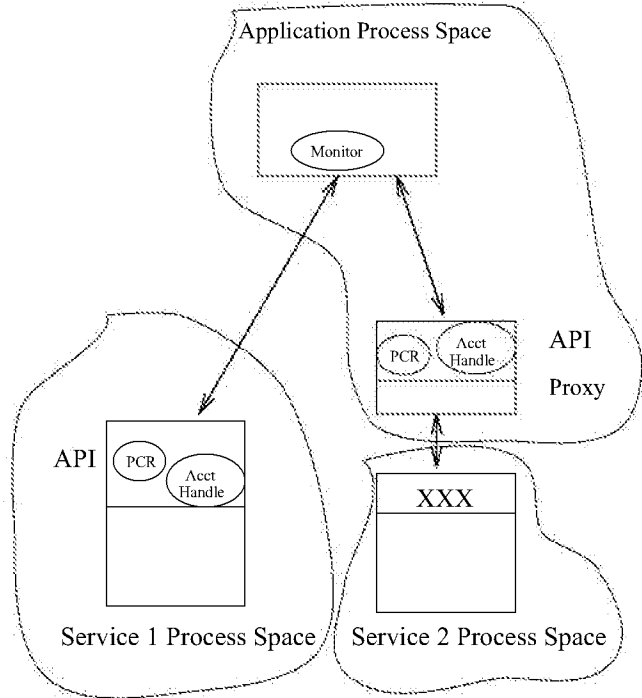 Application Process Space
Monitor
API
Proxy
PCR
Acct
Handle
API
PCR
Acct
Handle
XXX
Service 1 Process Space
Service 2 Process Space